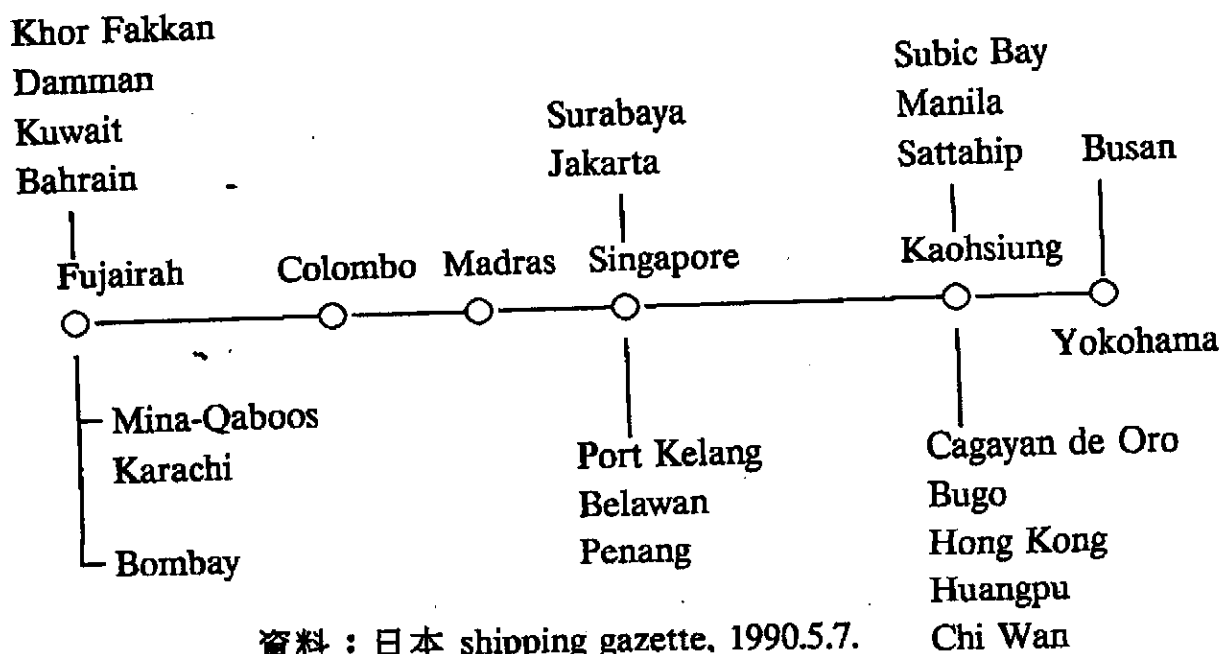 Khor Fakkan
Damman
Kuwait
Bahrain
Surabaya
Jakarta
Subic Bay
Manila
Sattahip
Busan
Fujairah
Colombo
Madras
Singapore
Kaohsiung
Yokohama
Mina-Qaboos
Karachi
Bombay
Port Kelang
Belawan
Penang
Cagayan de Oro
Bugo
Hong Kong
Huangpu
Chi Wan
資料 : 日本 shipping gazette, 1990.5.7.